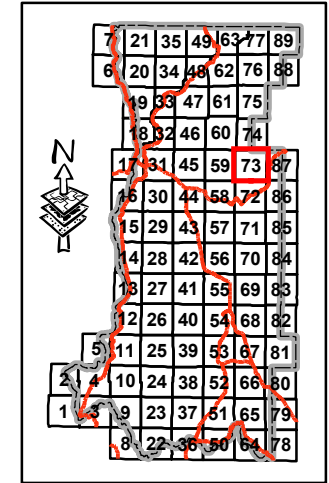 7 21 35 49 63 77 89
6 20 34 48 62 76 88
19 33 47 61 75
18 32 46 60 74
17 31 45 59 73 87
N
16 30 44 58 72 86
15 29 43 57 71 85
14 28 42 56 70 84
13 27 41 55 69 83
12 26 40 54 68 82
5 11 25 39 53 67 81
2 4 10 24 38 52 66 80
1 3 9 23 37 51 65 79
8 22 36 50 64 78